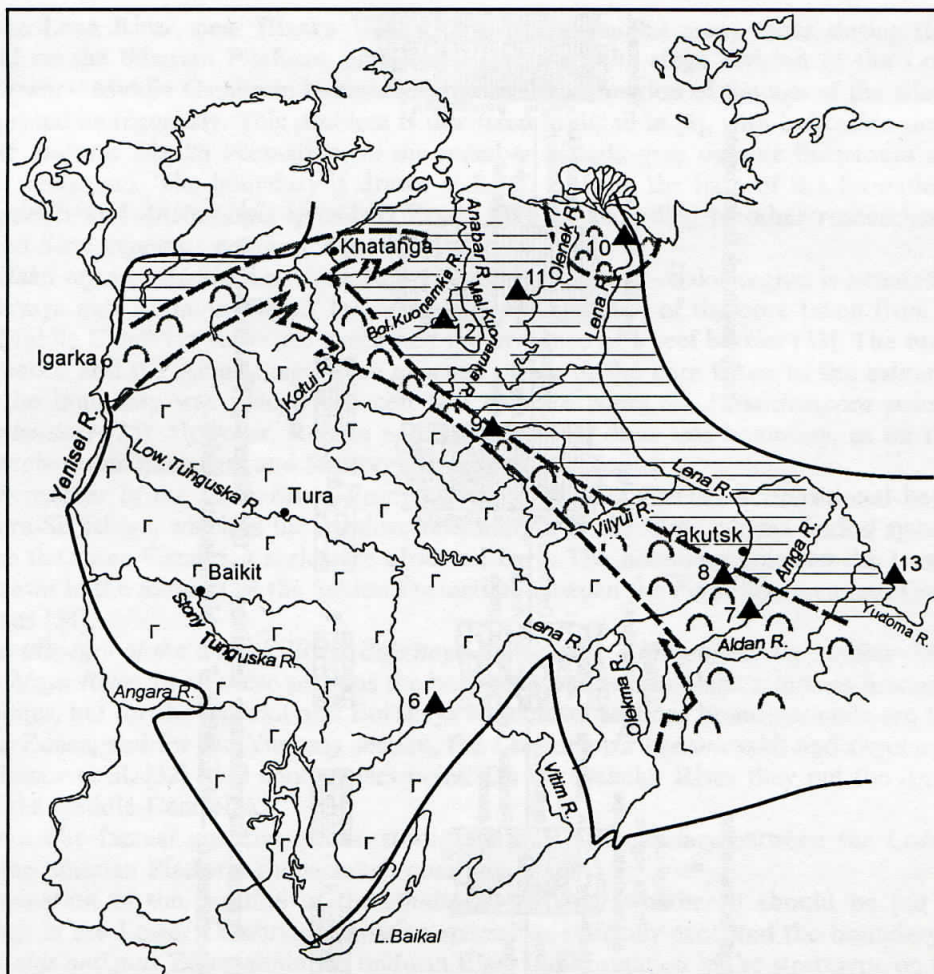 Khatanga
Anabar R.
Olenek R.
10
11
Mal. Kuonamka R.
Bol. Kuonamka R.
12
Lena R.
Igarka
Kotui R.
9
Yenisei R.
Low. Tunguska R.
Lena R.
Tura
Vilyui R.
Yakutsk
Amga R.
8
13
Baikit
Stony Tunguska R.
Lena R.
Aldan R.
Yudoma R.
Angara R.
6
Olekma R.
Vitim R.
L.Baikal